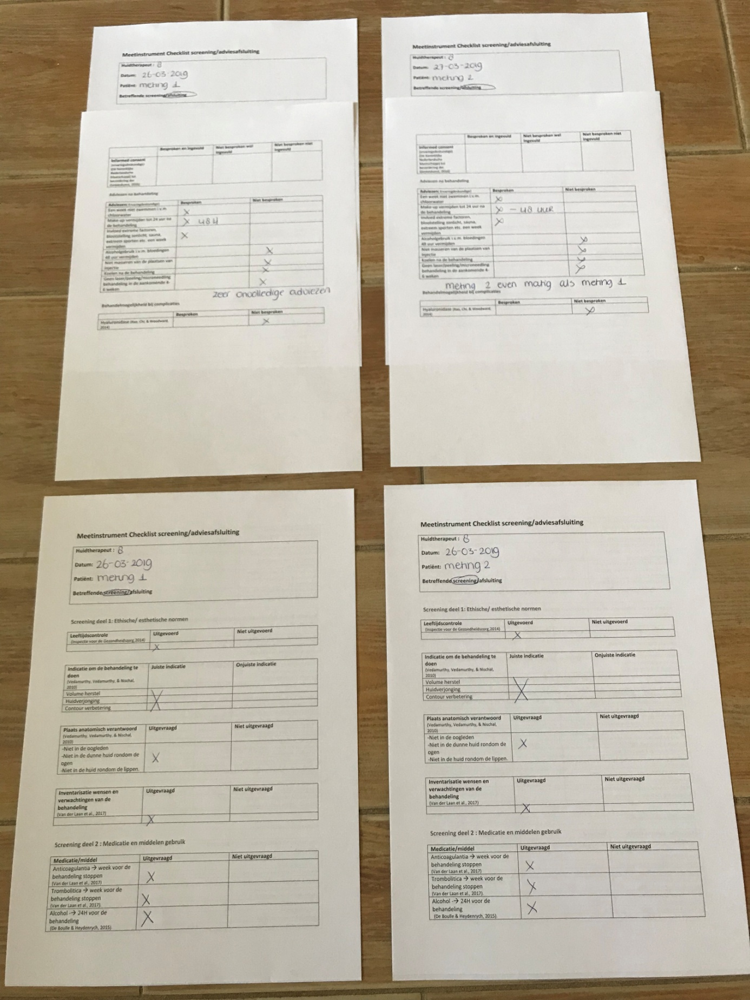 Meetinstrument Checklist screening/adviesafsluiting
Huidtherapeut : 8
Datum: 26-03-2019
Patiënt: meting 1
Betreffende screening/afsluiting
Besproken en ingevuld
Niet besproken wel
ingevuld
Niet besproken niet
ingevuld
Informed consent
Adviezen na behandeling
Adviezen
Besproken
Niet besproken
Een week niet zwemmen i.v.m.
chloorwater
X
Make-up vermijden tot 24 uur na
de behandeling
X 48H
Invloed extreme factoren,
blootstelling zonlicht, sauna,
extreem sporten etc. een week
vermijden
X
Alcoholgebruik i.v.m. bloedingen
48 uur vermijden
X
Niet masseren van de plaatsen van
injectie
X
Koelen na de behandeling
X
Geen laser/peeling/microneedling
behandeling in de aankomende 4-
6 weken
X
zeer onvolledige adviezen
Behandelmogelijkheid bij complicaties
Besproken
Niet besproken
Hyaluronidase (Rao, Chi, & Woodward,
2014)
X
Meetinstrument Checklist screening/adviesafsluiting
Huidtherapeut : 8
Datum: 27-03-2019
Patiënt: meting 2
Betreffende screening/afsluiting
Besproken en ingevuld
Niet besproken wel
ingevuld
Niet besproken niet
ingevuld
Informed consent
Adviezen na behandeling
Adviezen
Besproken
Niet besproken
Een week niet zwemmen i.v.m.
chloorwater
X
Make-up vermijden tot 24 uur na
de behandeling
X - 48 uur
Invloed extreme factoren,
blootstelling zonlicht, sauna,
extreem sporten etc. een week
vermijden
X
Alcoholgebruik i.v.m. bloedingen
48 uur vermijden
X
Niet masseren van de plaatsen van
injectie
X
Koelen na de behandeling
X
Geen laser/peeling/microneedling
behandeling in de aankomende 4-
6 weken
X
meting 2 even matig als meting 1
Behandelmogelijkheid bij complicaties
Besproken
Niet besproken
Hyaluronidase (Rao, Chi, & Woodward,
2014)
X
Meetinstrument Checklist screening/adviesafsluiting
Huidtherapeut : 8
Datum: 26-03-2019
Patiënt: meting 1
Betreffende screening/afsluiting
Screening deel 1: Ethische/ esthetische normen
Leeftijdscontrole
(Inspectie voor de Gezondheidszorg,2014)
Uitgevoerd
Niet uitgevoerd
X
Indicatie om de behandeling te
doen
(Vedamurthy, Vedamurthy, & Nischal,
2010)
Juiste indicatie
Onjuiste indicatie
Volume herstel
Huidverjonging
Contour verbetering
X
Plaats anatomisch verantwoord
(Vedamurthy, Vedamurthy, & Nischal,
2010)
Uitgevraagd
Niet uitgevraagd
-Niet in de oogleden
-Niet in de dunne huid rondom de
ogen
-Niet in de huid rondom de lippen.
X
Inventarisatie wensen en
verwachtingen van de
behandeling
(Van der Laan et al., 2017)
Uitgevraagd
Niet uitgevraagd
X
Screening deel 2 : Medicatie en middelen gebruik
Medicatie/middel
Uitgevraagd
Niet uitgevraagd
Anticoagulantia → week voor de
behandeling stoppen
(Van der Laan et al., 2017)
X
Trombolitica → week voor de
behandeling stoppen
(Van der Laan et al., 2017).
X
Alcohol -→ 24H voor de
behandeling
(De Boulle & Heydenrych, 2015).
X
Meetinstrument Checklist screening/adviesafsluiting
Huidtherapeut : 8
Datum: 26-03-2019
Patiënt: meting 2
Betreffende screening/afsluiting
Screening deel 1: Ethische/ esthetische normen
Leeftijdscontrole
(Inspectie voor de Gezondheidszorg,2014)
Uitgevoerd
Niet uitgevoerd
X
Indicatie om de behandeling te
doen
(Vedamurthy, Vedamurthy, & Nischal,
2010)
Juiste indicatie
Onjuiste indicatie
Volume herstel
Huidverjonging
Contour verbetering
X
Plaats anatomisch verantwoord
(Vedamurthy, Vedamurthy, & Nischal,
2010)
Uitgevraagd
Niet uitgevraagd
-Niet in de oogleden
-Niet in de dunne huid rondom de
ogen
-Niet in de huid rondom de lippen.
X
Inventarisatie wensen en
verwachtingen van de
behandeling
(Van der Laan et al., 2017)
Uitgevraagd
Niet uitgevraagd
X
Screening deel 2 : Medicatie en middelen gebruik
Medicatie/middel
Uitgevraagd
Niet uitgevraagd
Anticoagulantia → week voor de
behandeling stoppen
(Van der Laan et al., 2017)
X
Trombolitica → week voor de
behandeling stoppen
(Van der Laan et al., 2017)
X
Alcohol -→ 24H voor de
behandeling
(De Boulle & Heydenrych, 2015).
X